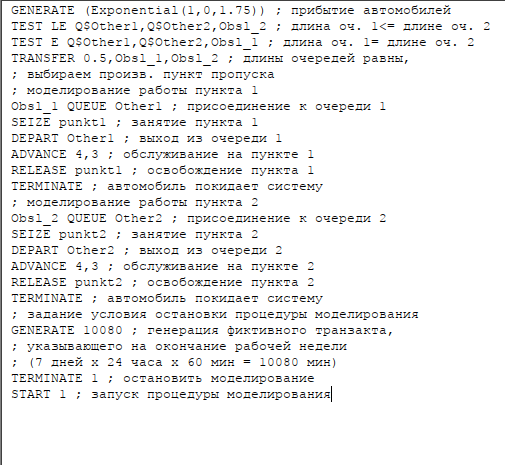 GENERATE (Exponential(1,0,1.75)) ; прибытие автомобилей
TEST LE Q$Other1,Q$Other2,Obsl_2 ; длина оч. 1<= длине оч. 2
TEST E Q$Other1,Q$Other2,Obsl_1 ; длина оч. 1= длине оч. 2
TRANSFER 0.5,Obsl_1,Obsl_2 ; длины очередей равны,
; выбираем произв. пункт пропуска
; моделирование работы пункта 1
Obsl_1 QUEUE Other1 ; присоединение к очереди 1
SEIZE punkt1 ; занятие пункта 1
DEPART Other1 ; выход из очереди 1
ADVANCE 4,3 ; обслуживание на пункте 1
RELEASE punkt1 ; освобождение пункта 1
TERMINATE ; автомобиль покидает систему
; моделирование работы пункта 2
Obsl_2 QUEUE Other2 ; присоединение к очереди 2
SEIZE punkt2 ; занятие пункта 2
DEPART Other2 ; выход из очереди 2
ADVANCE 4,3 ; обслуживание на пункте 2
RELEASE punkt2 ; освобождение пункта 2
TERMINATE ; автомобиль покидает систему
; задание условия остановки процедуры моделирования
GENERATE 10080 ; генерация фиктивного транзакта,
; указывающего на окончание рабочей недели
; (7 дней x 24 часа x 60 мин = 10080 мин)
TERMINATE 1 ; остановить моделирование
START 1 ; запуск процедуры моделирования